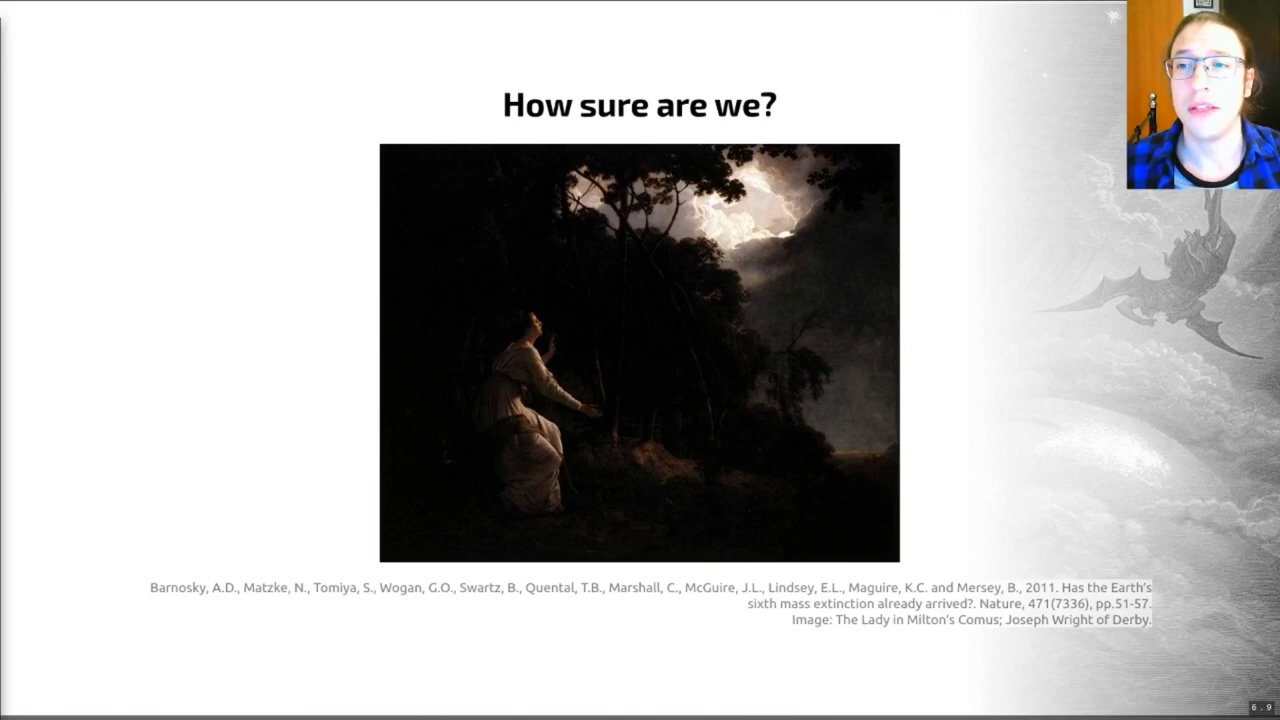 How sure are we?
Barnosky, A.D., Matzke, N., Tomiya, S., Wogan, G.O., Swartz, B., Quental, T.B., Marshall, C., McGuire, J.L., Lindsey, E.L., Maguire, K.C. and Mersey, B., 2011. Has the Earth's
sixth mass extinction already arrived?. Nature, 471(7336), pp.51-57.
Image: The Lady in Milton's Comus; Joseph Wright of Derby.
6 . 9